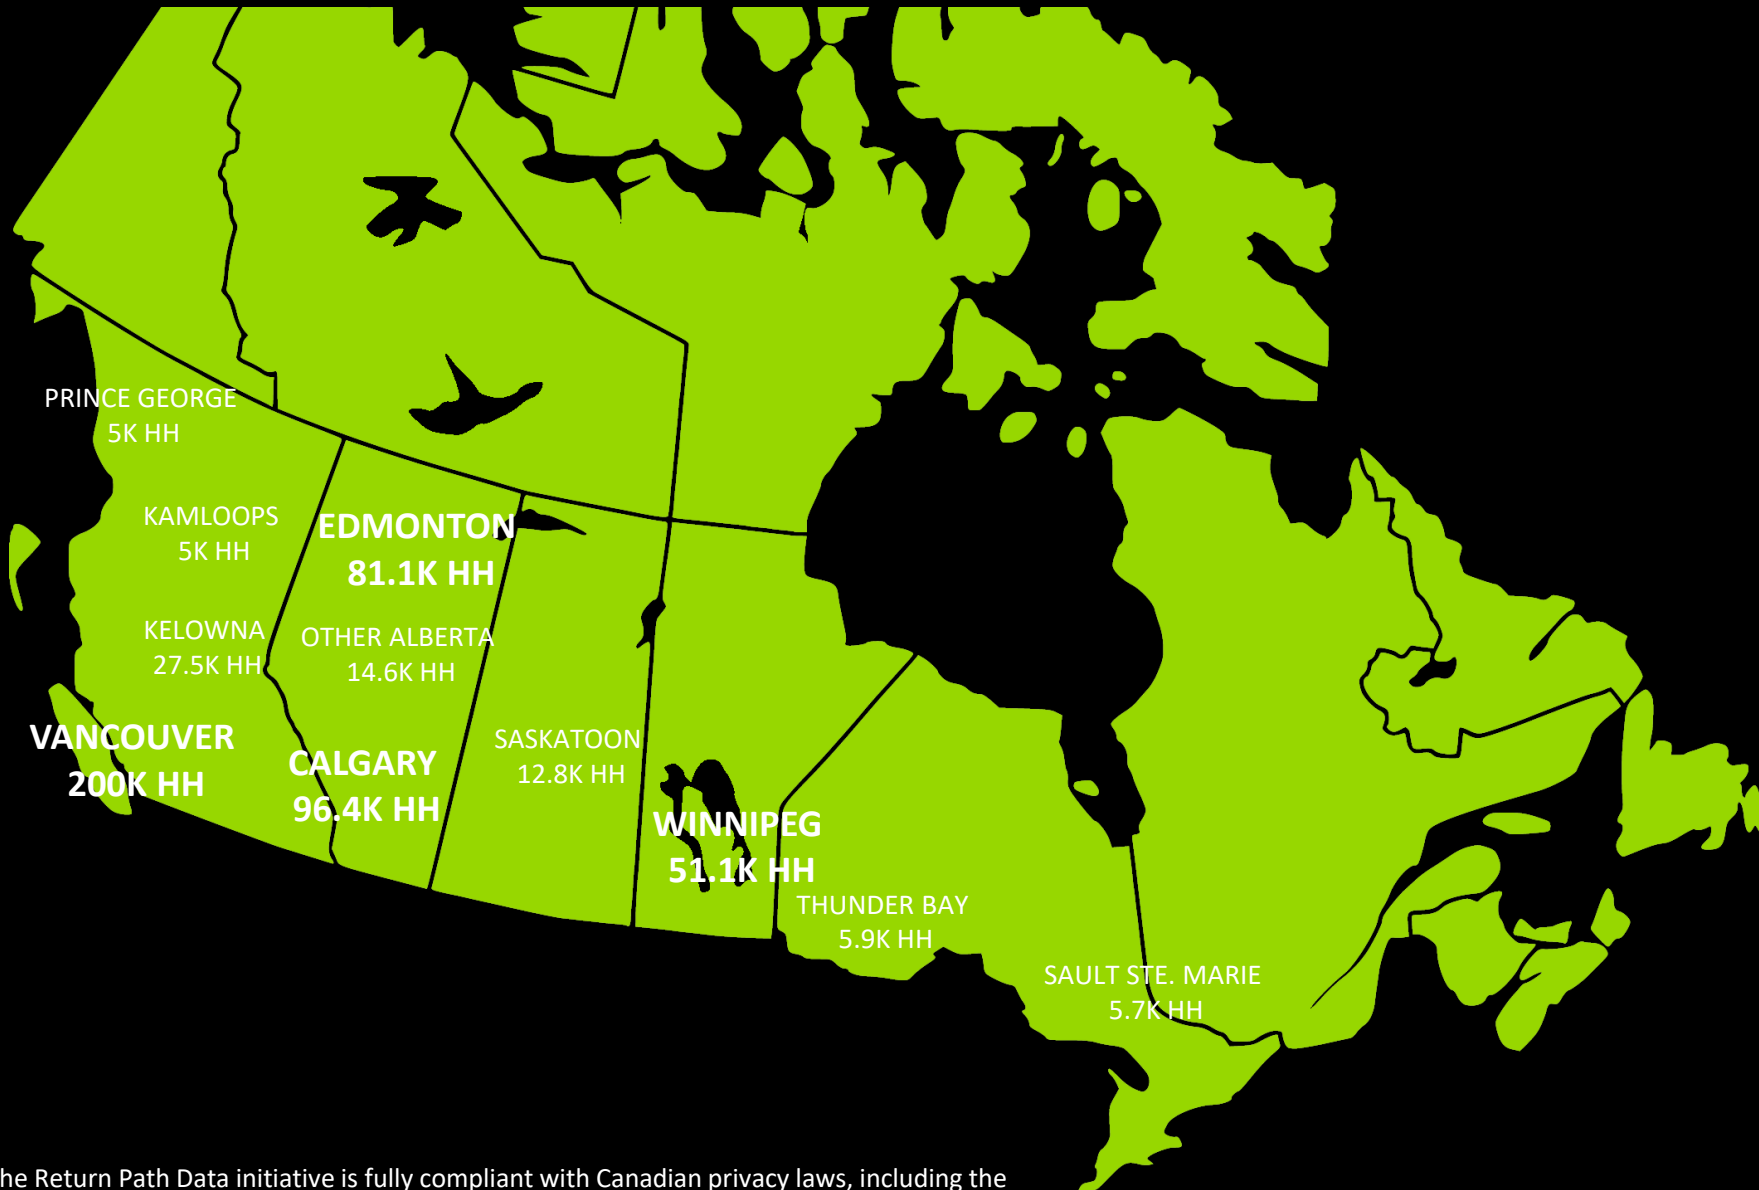 PRINCE GEORGE
5K HH
KAMLOOPS
5K HH
EDMONTON
81.1K HH
KELOWNA
27.5K HH
OTHER ALBERTA
14.6K HH
VANCOUVER
200K HH
CALGARY
96.4K HH
SASKATOON
12.8K HH
WINNIPEG
51.1K HH
THUNDER BAY
5.9K HH
SAULT STE. MARIE
5.7K HH
he Return Path Data initiative is fully compliant with Canadian privacy laws, including the